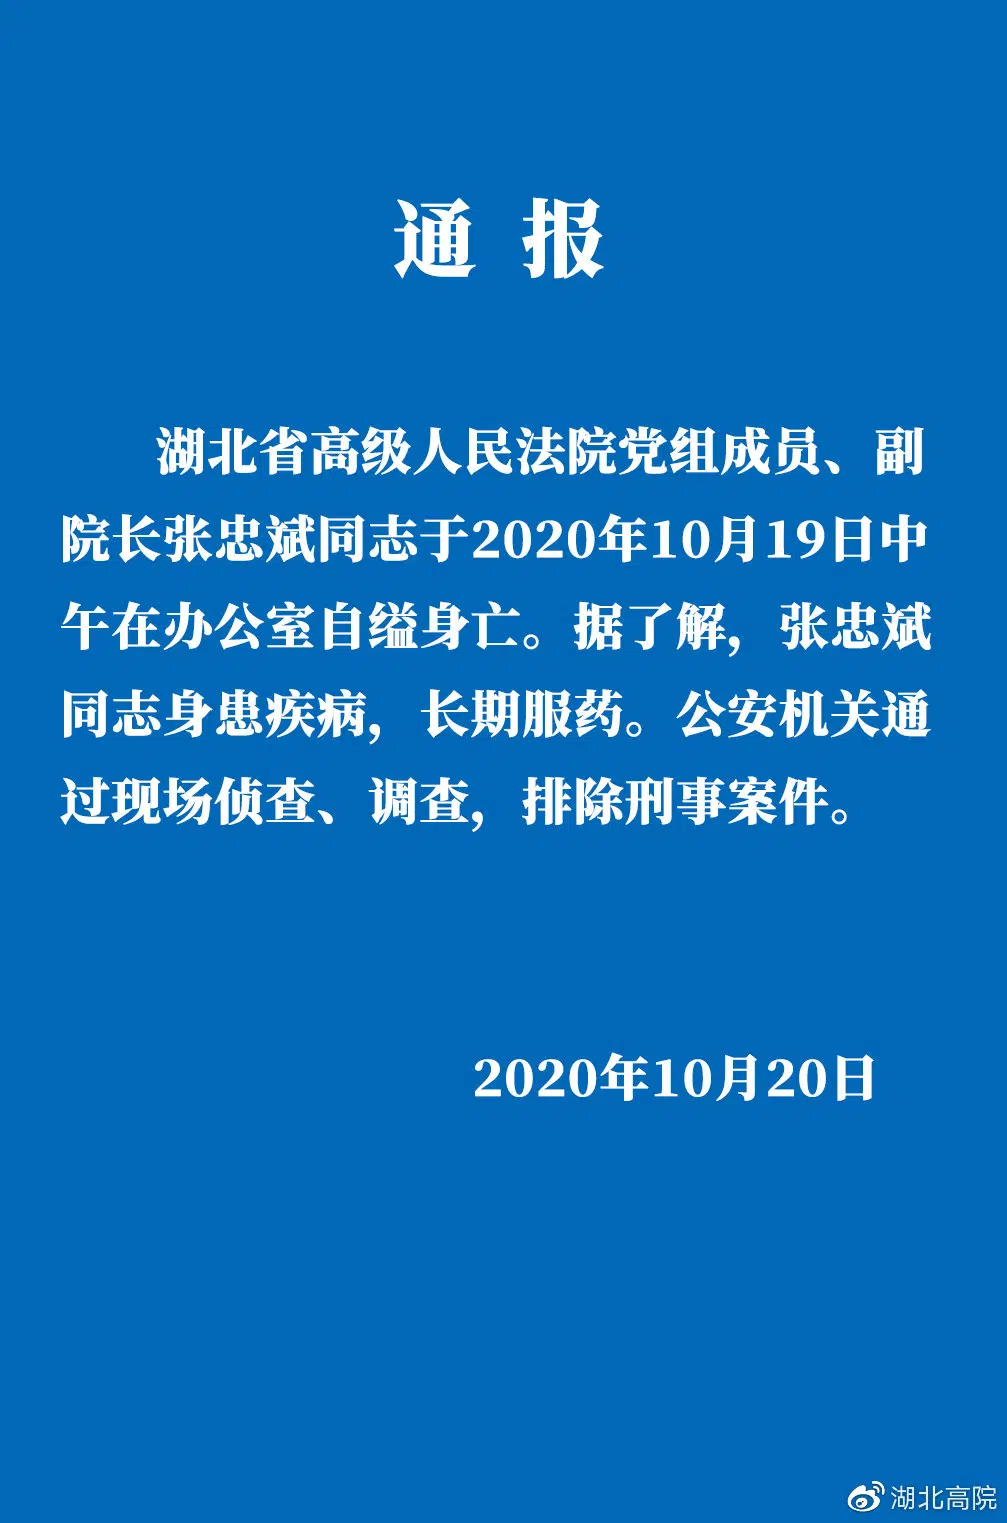 通 报
湖北省高级人民法院党组成员、副
院长张忠斌同志于2020年10月19日中
午在办公室自缢身亡。据了解，张忠斌
同志身患疾病，长期服药。公安机关通
过现场侦查、调查，排除刑事案件。
2020年10月20日
湖北高院